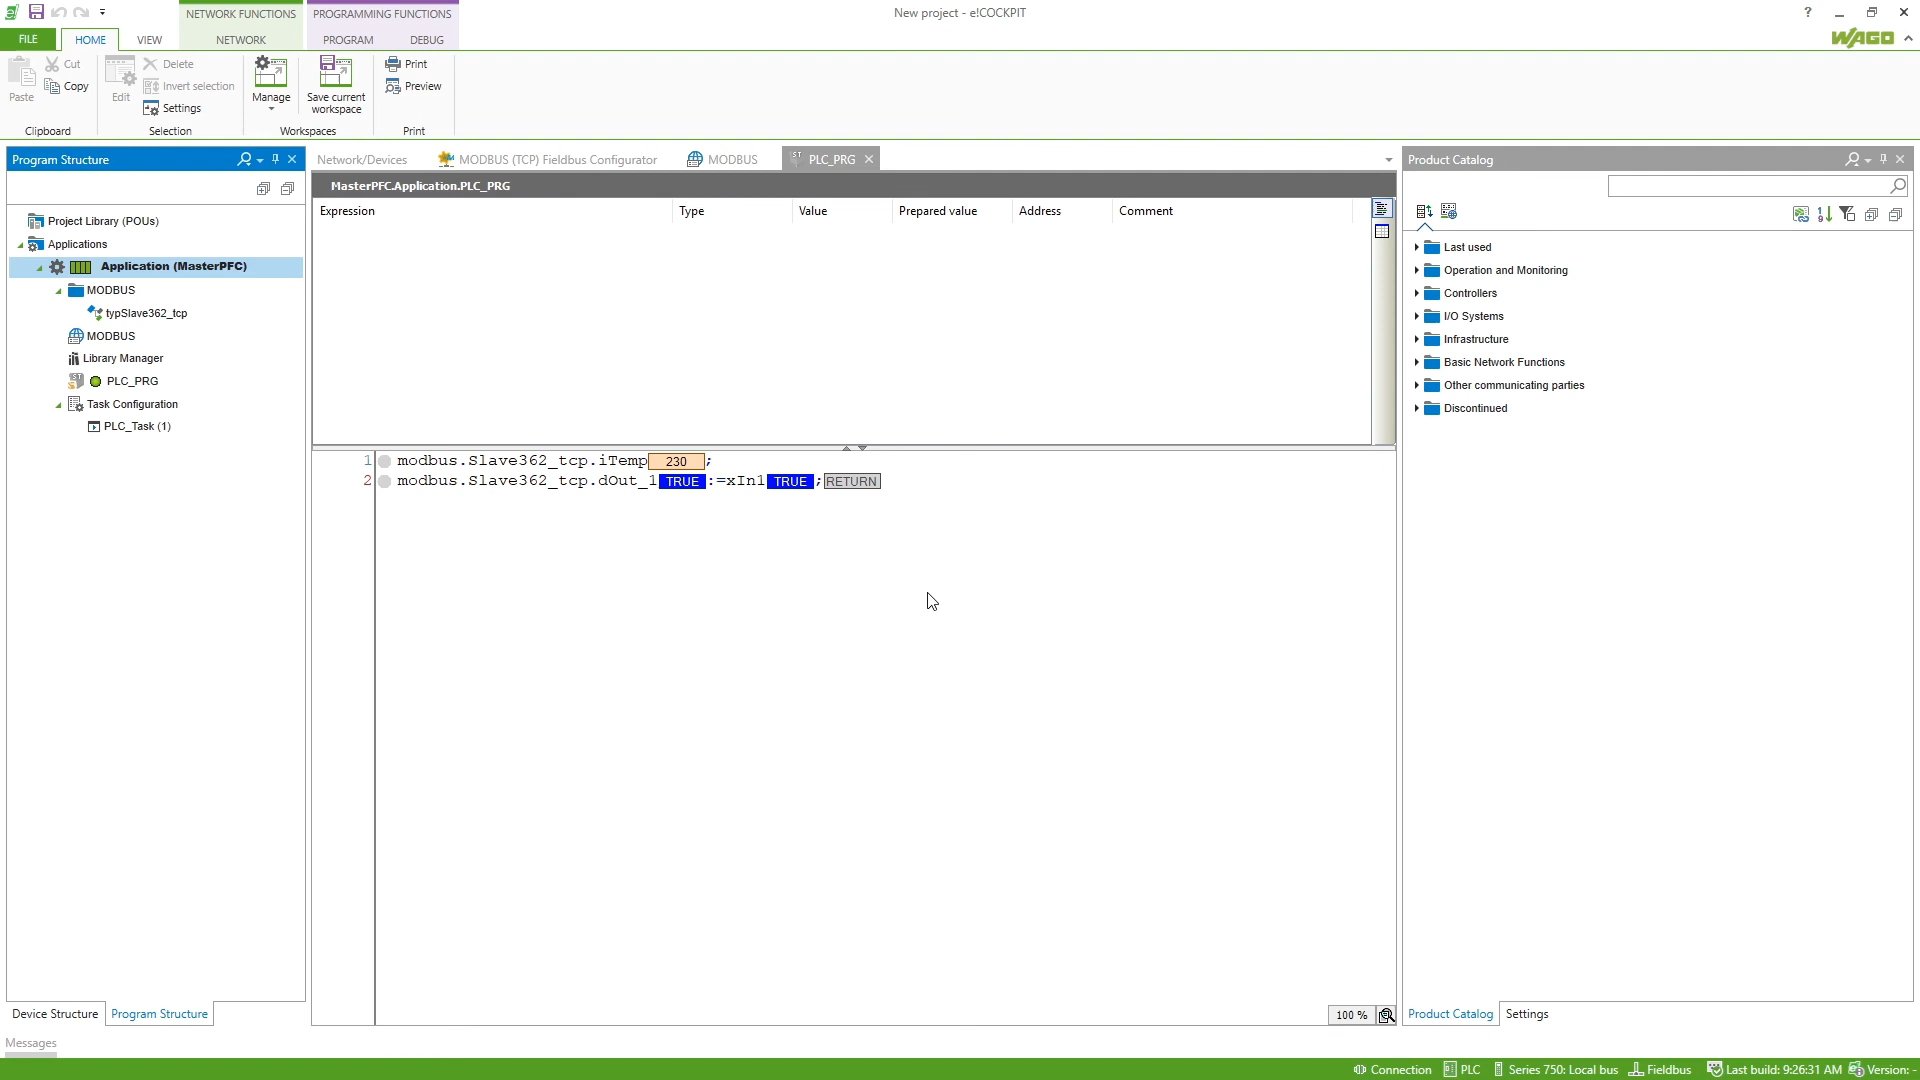 NETWORK FUNCTIONS PROGRAMMING FUNCTIONS
New project - e!COCKPIT
?
FILE HOME VIEW NETWORK PROGRAM DEBUG
WAGO
Paste
Cut
Copy
Clipboard
Edit
Delete
Invert selection
Settings
Selection
Manage
Save current
workspace
Workspaces
Print
Preview
Print
Program Structure
Project Library (POUs)
Applications
Application (MasterPFC)
MODBUS
typSlave362_tcp
MODBUS
Library Manager
PLC_PRG
Task Configuration
PLC_Task (1)
Device Structure Program Structure
Network/Devices MODBUS (TCP) Fieldbus Configurator MODBUS PLC_PRG
MasterPFC.Application.PLC_PRG
Expression Type Value Prepared value Address Comment
1 modbus.Slave362_tcp.iTemp 230 ;
2 modbus.Slave362_tcp.dOut_1 TRUE :=xIn1 TRUE ; RETURN
100 %
Product Catalog
Last used
Operation and Monitoring
Controllers
I/O Systems
Infrastructure
Basic Network Functions
Other communicating parties
Discontinued
Product Catalog Settings
Messages
Connection PLC Series 750: Local bus Fieldbus Last build: 9:26:31 AM Version: -